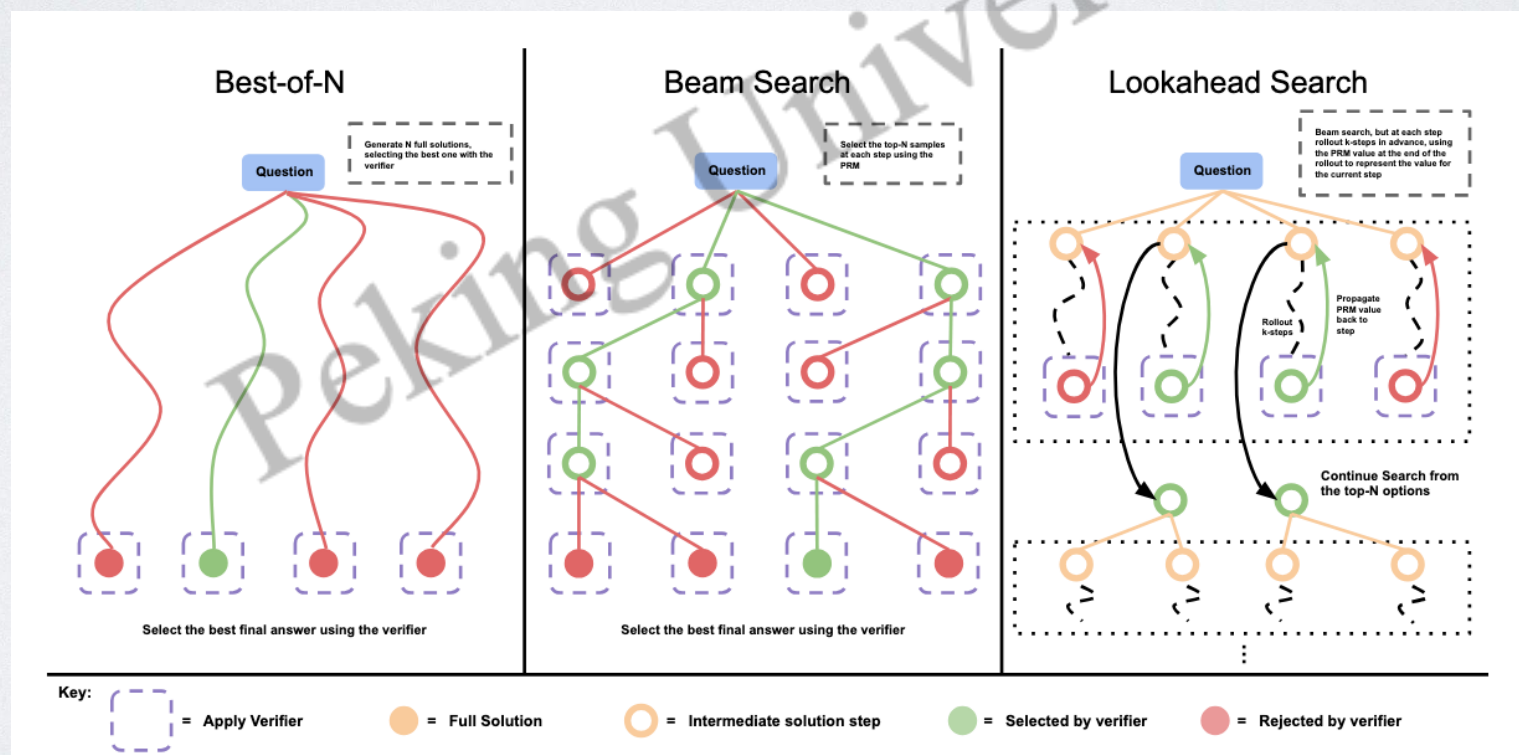 Peking Univer
Best-of-N
Generate N full solutions,
selecting the best one with the
verifier
Question
Select the best final answer using the verifier
Beam Search
Select the top-N samples
at each step using the
PRM
Question
Select the best final answer using the verifier
Lookahead Search
Beam search, but at each step
rollout k-steps in advance, using
the PRM value at the end of the
rollout to represent the value for
the current step
Question
Rollout
k-steps
Propagate
PRM value
back to
step
Continue Search from
the top-N options
Key:
= Apply Verifier
= Full Solution
= Intermediate solution step
= Selected by verifier
= Rejected by verifier